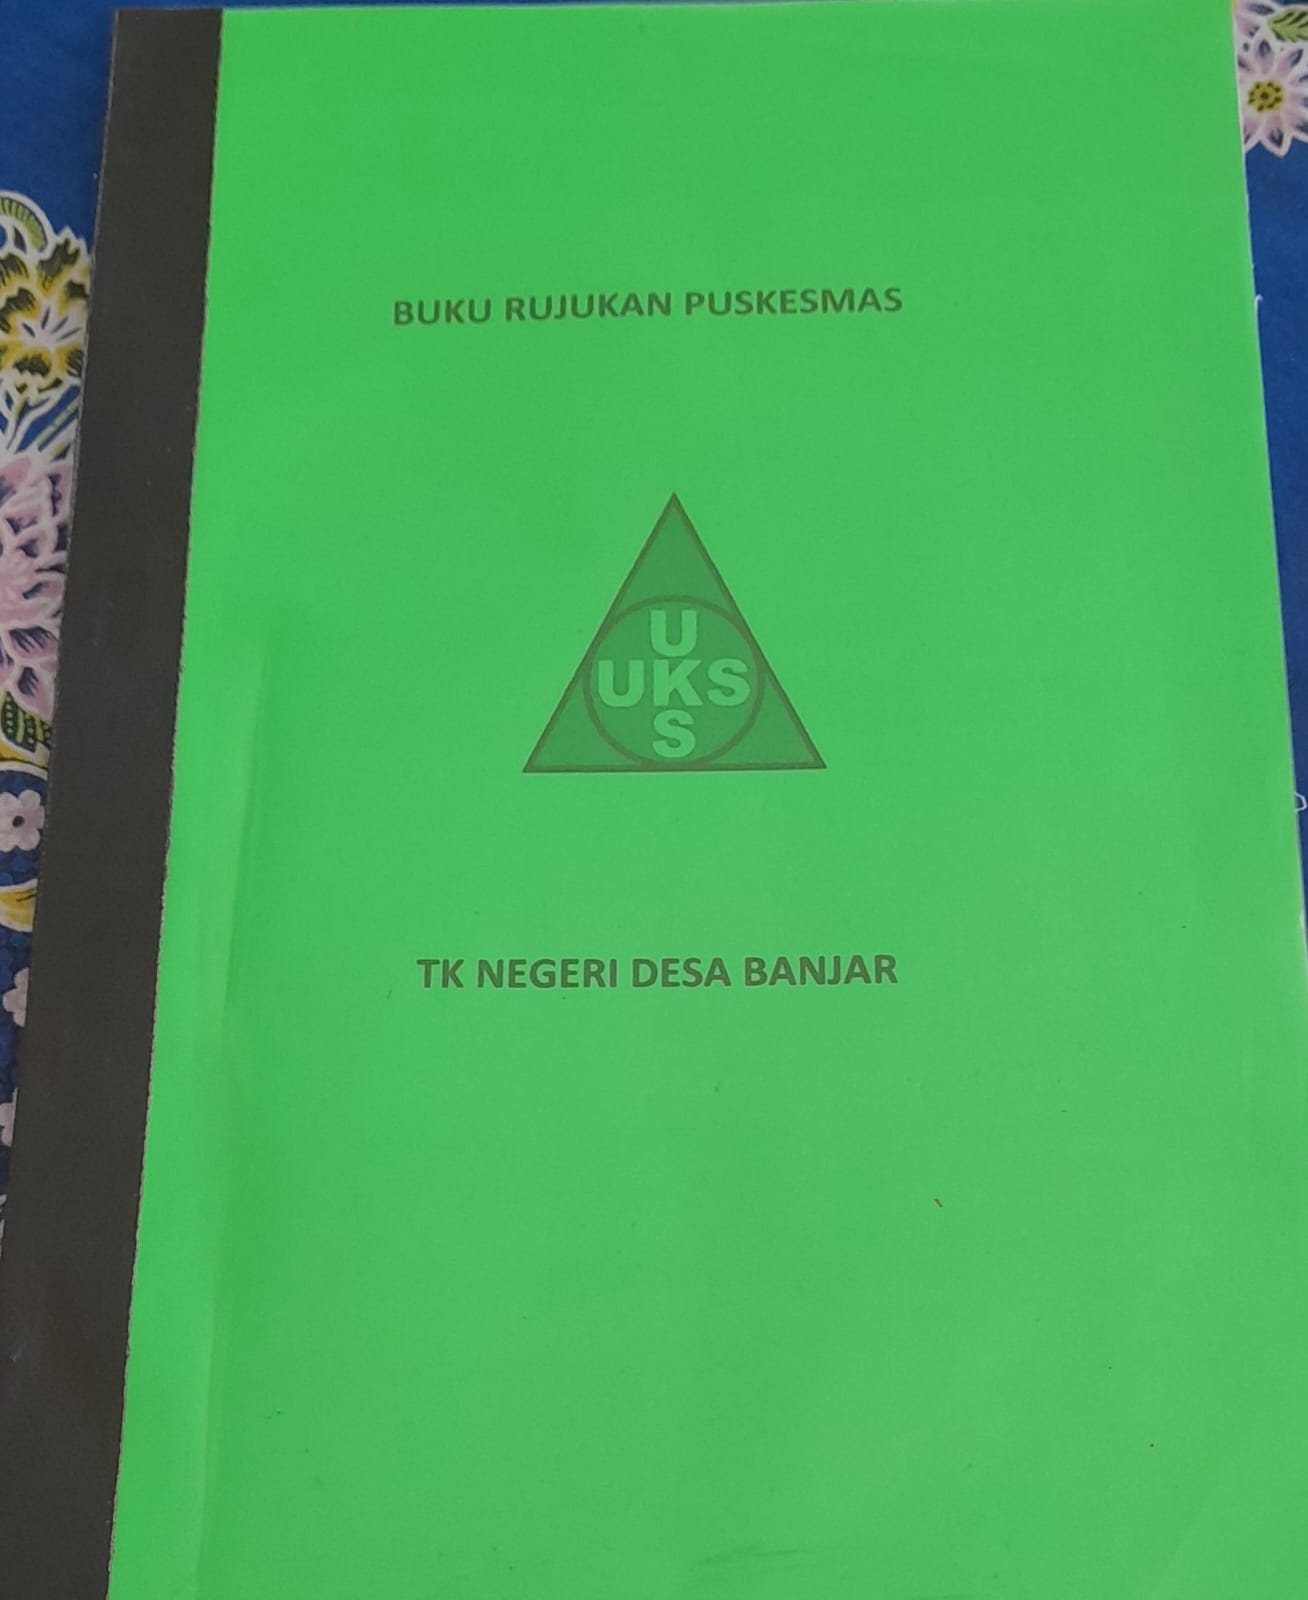 BUKU RUJUKAN PUSKESMAS
U
UKS
S
TK NEGERI DESA BANJAR